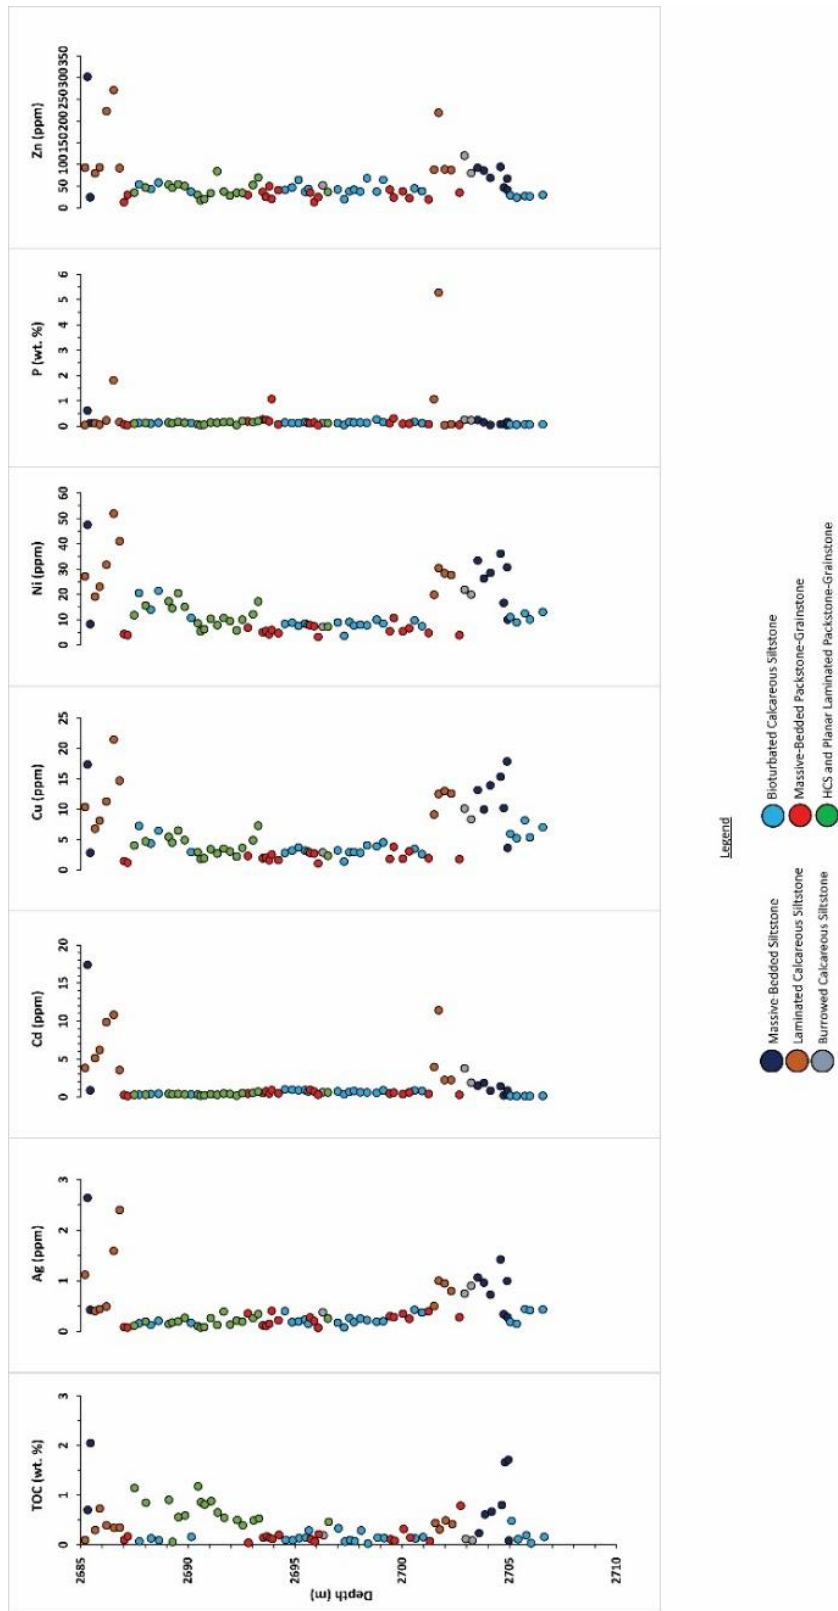 TOC (wt. %) Ag (ppm) Cd (ppm) Cu (ppm) Ni (ppm) P (wt. %) Zn (ppm)
0 1 2 3 0 1 2 3 0 5 10 15 20 0 5 10 15 20 25 0 10 20 30 40 50 60 0 1 2 3 4 5 6 0 50 100 150 200 250 300 350
2685
2690
2695
Depth (m)
2700
2705
2710
Legend
Massive-Bedded Siltstone Bioturbated Calcareous Siltstone
Laminated Calcareous Siltstone Massive-Bedded Packstone-Grainstone
Burrowed Calcareous Siltstone HCS and Planar Laminated Packstone-Grainstone